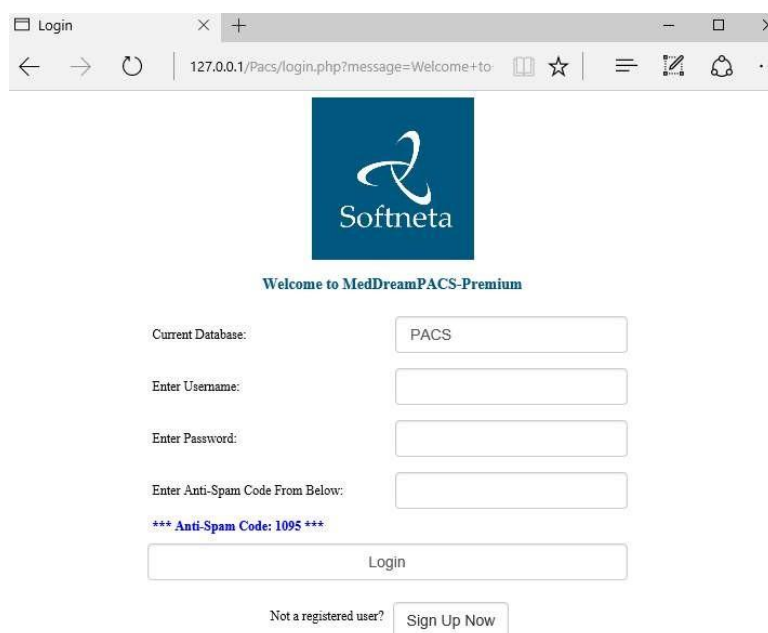 Login
127.0.0.1/Pacs/login.php?message=Welcome+to
Softneta
Welcome to MedDreamPACS-Premium
Current Database: PACS
Enter Username:
Enter Password:
Enter Anti-Spam Code From Below:
*** Anti-Spam Code: 1095 ***
Login
Not a registered user? Sign Up Now